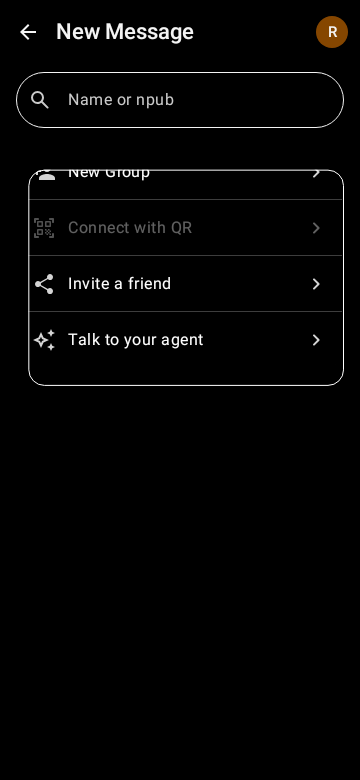 New Message
R
Name or npub
New Group
Connect with QR
Invite a friend
Talk to your agent